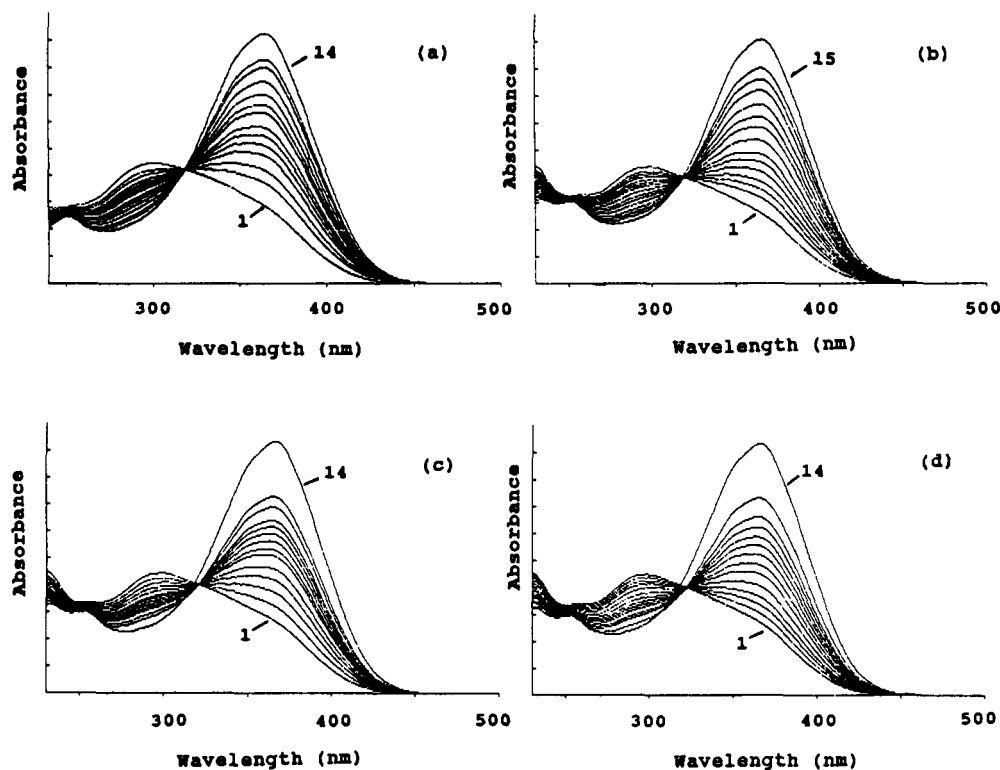 (a)
14
1
Absorbance
300 400 500
Wavelength (nm)
(b)
15
1
Absorbance
300 400 500
Wavelength (nm)
(c)
14
1
Absorbance
300 400 500
Wavelength (nm)
(d)
14
1
Absorbance
300 400 500
Wavelength (nm)